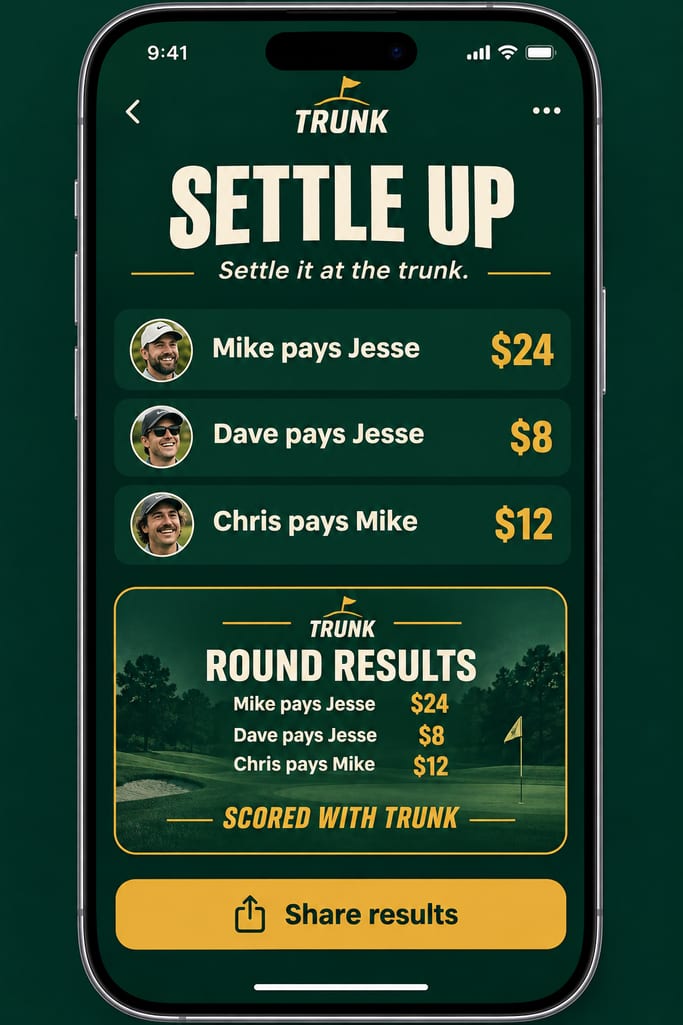 9:41
TRUNK
SETTLE UP
Settle it at the trunk.
Mike pays Jesse $24
Dave pays Jesse $8
Chris pays Mike $12
TRUNK
ROUND RESULTS
Mike pays Jesse $24
Dave pays Jesse $8
Chris pays Mike $12
SCORED WITH TRUNK
Share results